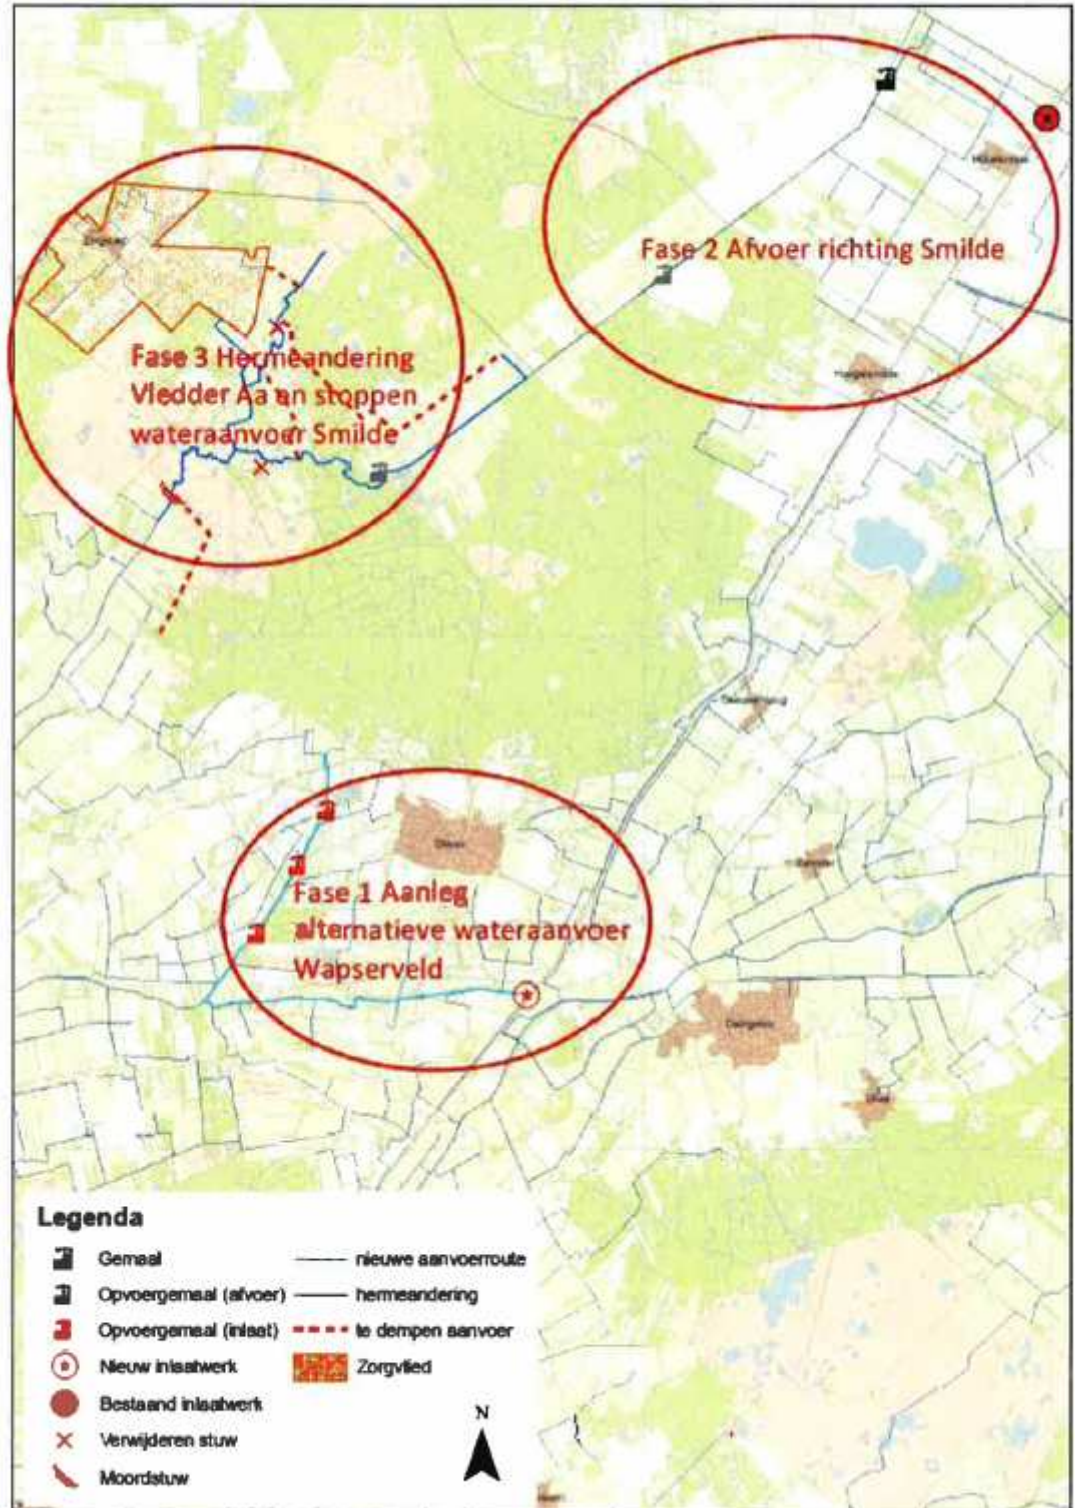 Fase 2 Afvoer richting Smilde
Fase 3 Hermeandering
Vledder Aa en stoppen
wateraanvoer Smilde
Fase 1 Aanleg
alternatieve wateraanvoer
Wapserveld
Legenda
Gemaal
Opvoergemaal (afvoer)
Opvoergemaal (inlaat)
Nieuw inlaatwerk
Bestaand inlaatwerk
Verwijderen stuw
Moordstuw
nieuwe aanvoerroute
hermeandering
te dempen aanvoer
Zorgvlied
N